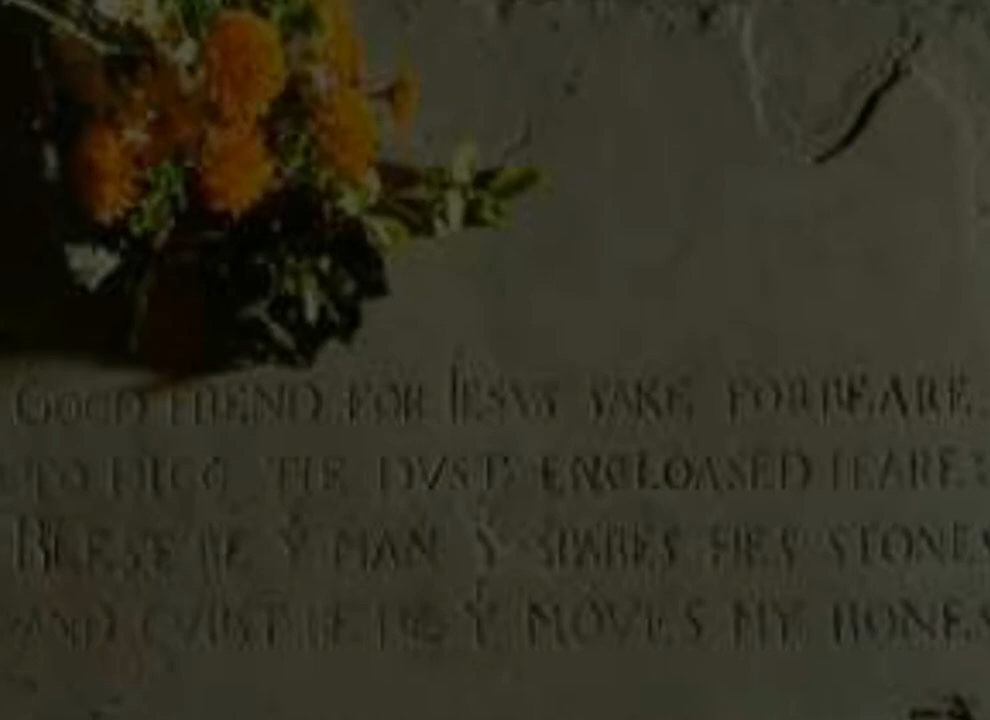 GOOD FREND FOR IESVS SAKE FORBEARE,
TO DIGG THE DVST ENCLOASED HEARE:
BLESTE BE Ẏ MAN Ẏ SPARES THES STONES
AND CVRST BE HE Ẏ MOVES MY BONES